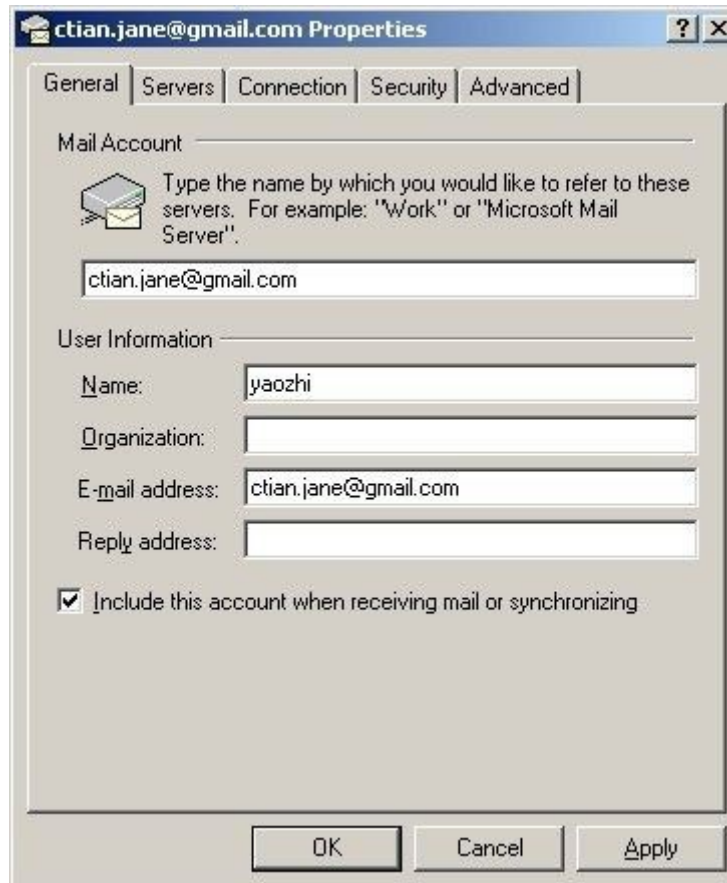 ctian.jane@gmail.com Properties
General Servers Connection Security Advanced
Mail Account
Type the name by which you would like to refer to these
servers. For example: "Work" or "Microsoft Mail
Server".
ctian.jane@gmail.com
User Information
Name: yaozhi
Organization:
E-mail address: ctian.jane@gmail.com
Reply address:
Include this account when receiving mail or synchronizing
OK Cancel Apply